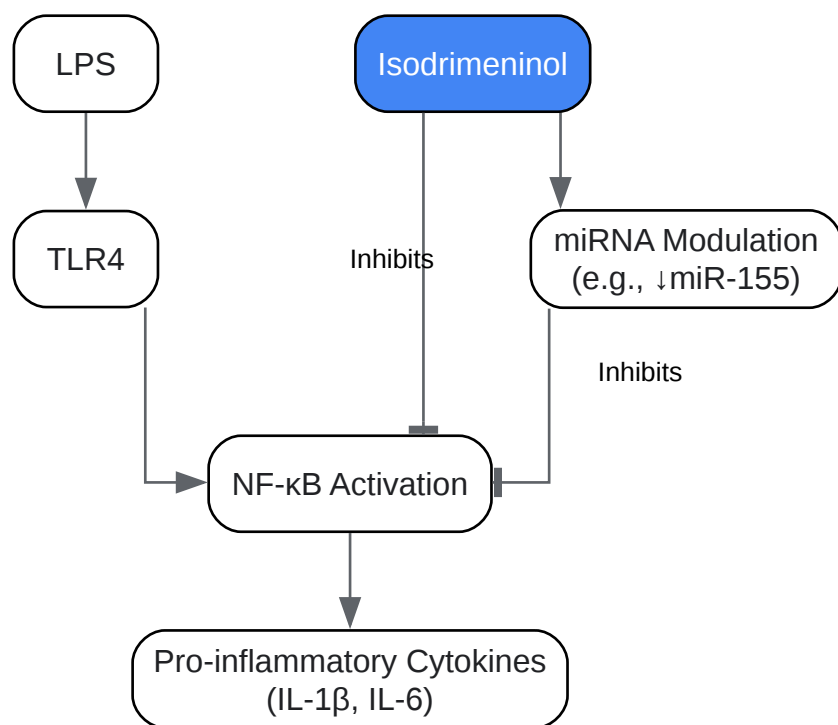 LPS
Isodrimeninol
TLR4
Inhibits
miRNA Modulation
(e.g., ↓miR-155)
Inhibits
NF-κB Activation
Pro-inflammatory Cytokines
(IL-1β, IL-6)